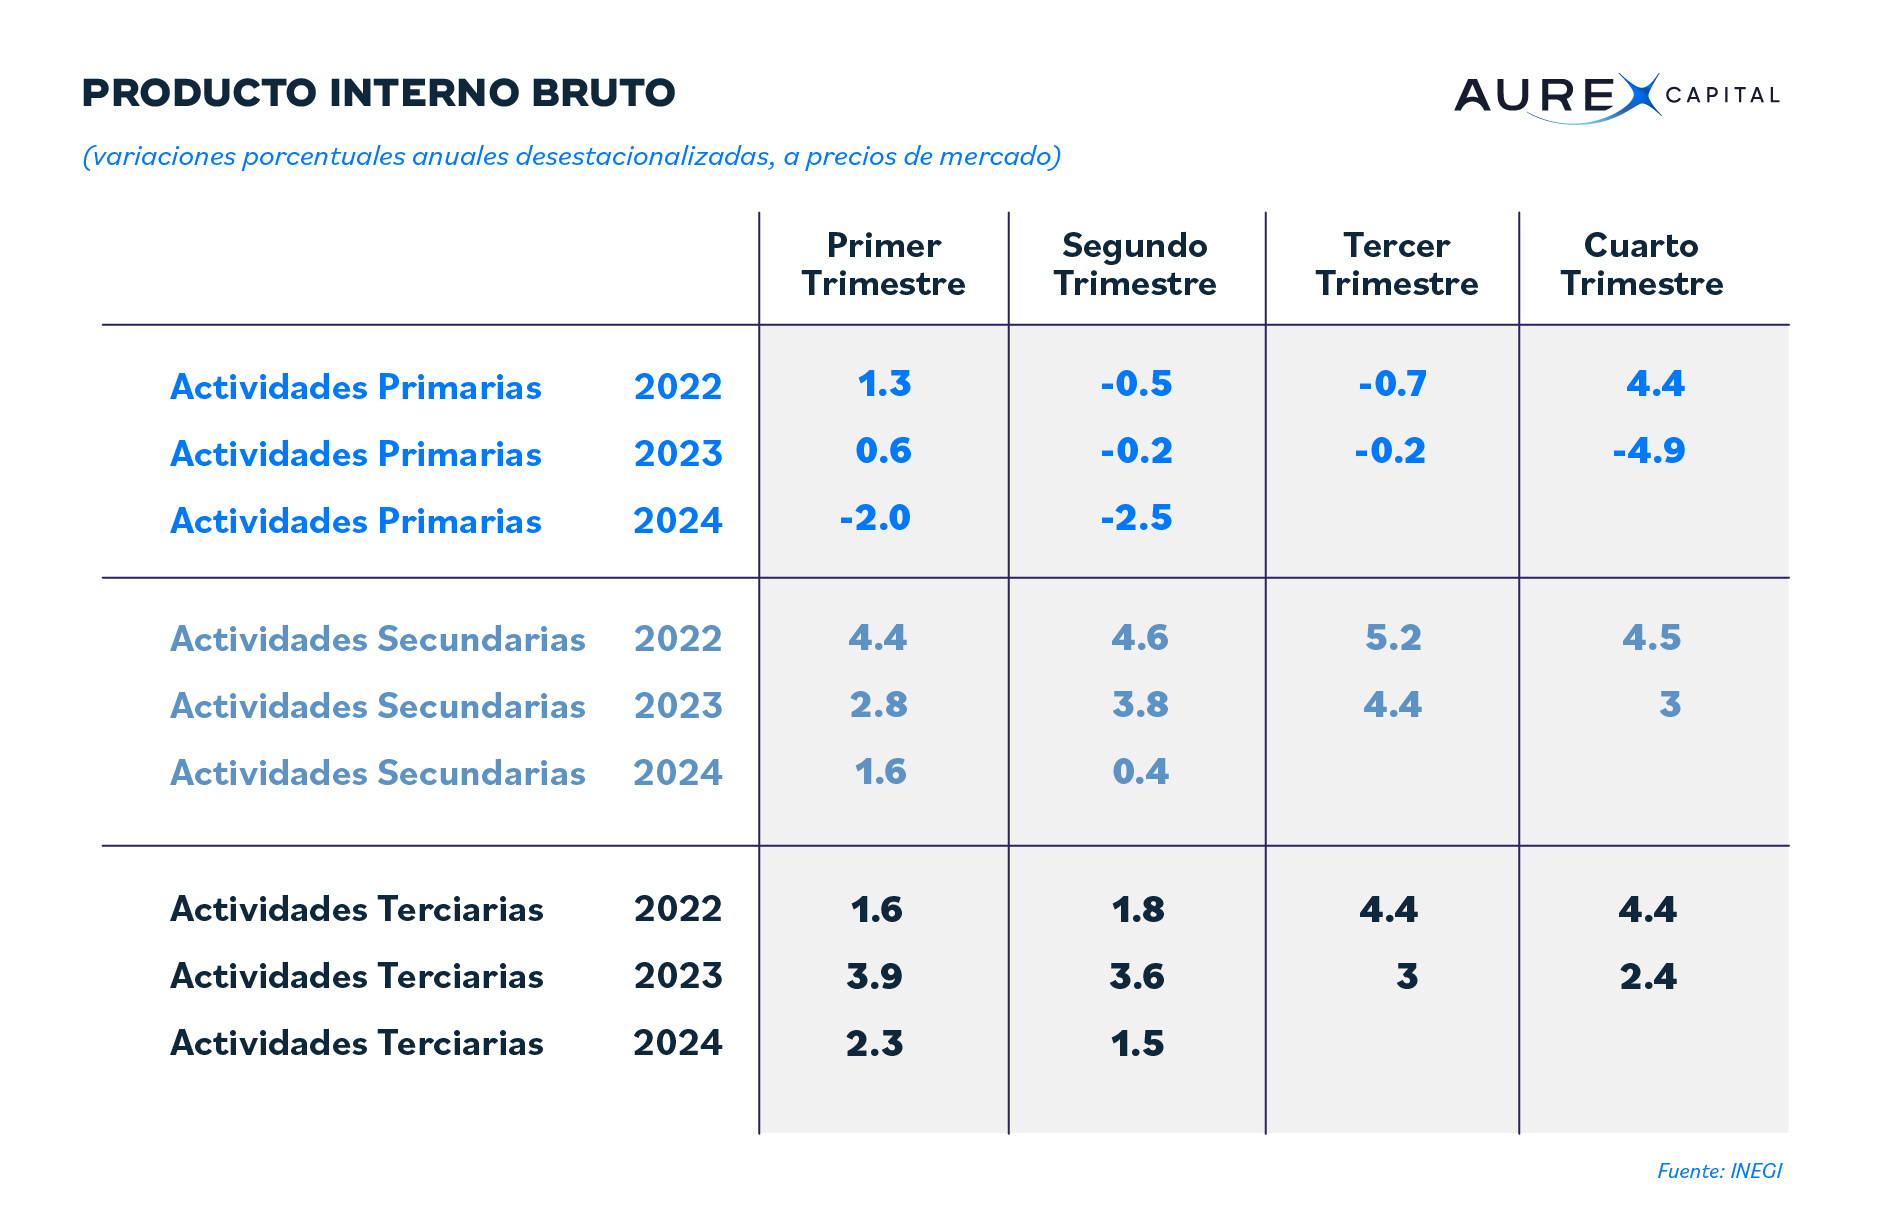 PRODUCTO INTERNO BRUTO
AUREX CAPITAL
(variaciones porcentuales anuales desestacionalizadas, a precios de mercado)
Primer Trimestre Segundo Trimestre Tercer Trimestre Cuarto Trimestre
Actividades Primarias 2022 1.3 -0.5 -0.7 4.4
Actividades Primarias 2023 0.6 -0.2 -0.2 -4.9
Actividades Primarias 2024 -2.0 -2.5
Actividades Secundarias 2022 4.4 4.6 5.2 4.5
Actividades Secundarias 2023 2.8 3.8 4.4 3
Actividades Secundarias 2024 1.6 0.4
Actividades Terciarias 2022 1.6 1.8 4.4 4.4
Actividades Terciarias 2023 3.9 3.6 3 2.4
Actividades Terciarias 2024 2.3 1.5
Fuente: INEGI